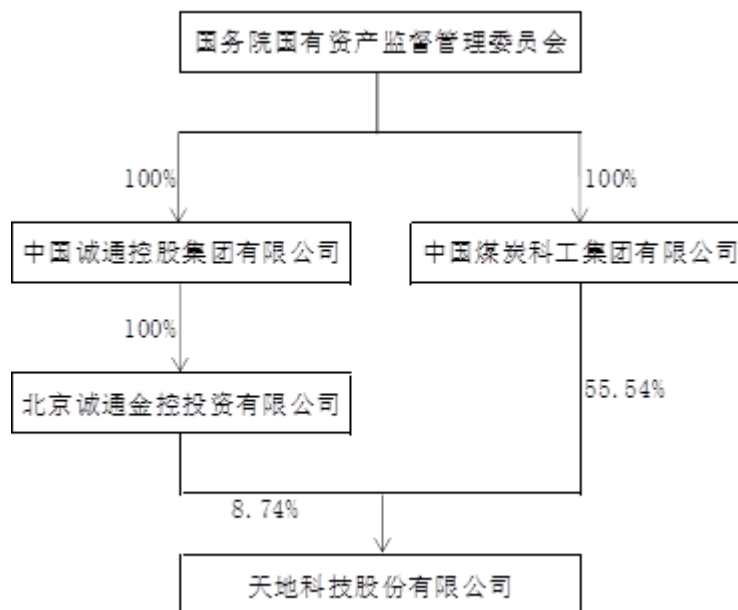 国务院国有资产监督管理委员会
100%
100%
中国诚通控股集团有限公司
中国煤炭科工集团有限公司
100%
北京诚通金控投资有限公司
55.54%
8.74%
天地科技股份有限公司